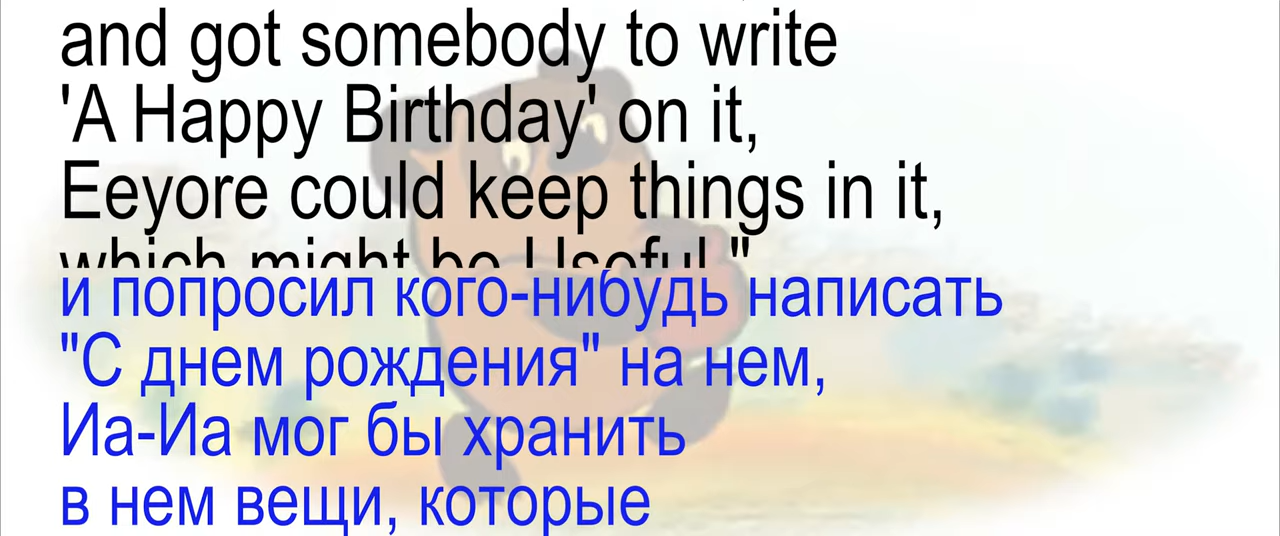 and got somebody to write
'A Happy Birthday' on it,
Eeyore could keep things in it,
which might be Useful."
и попросил кого-нибудь написать
"С днем рождения" на нем,
Иа-Иа мог бы хранить
в нем вещи, которые